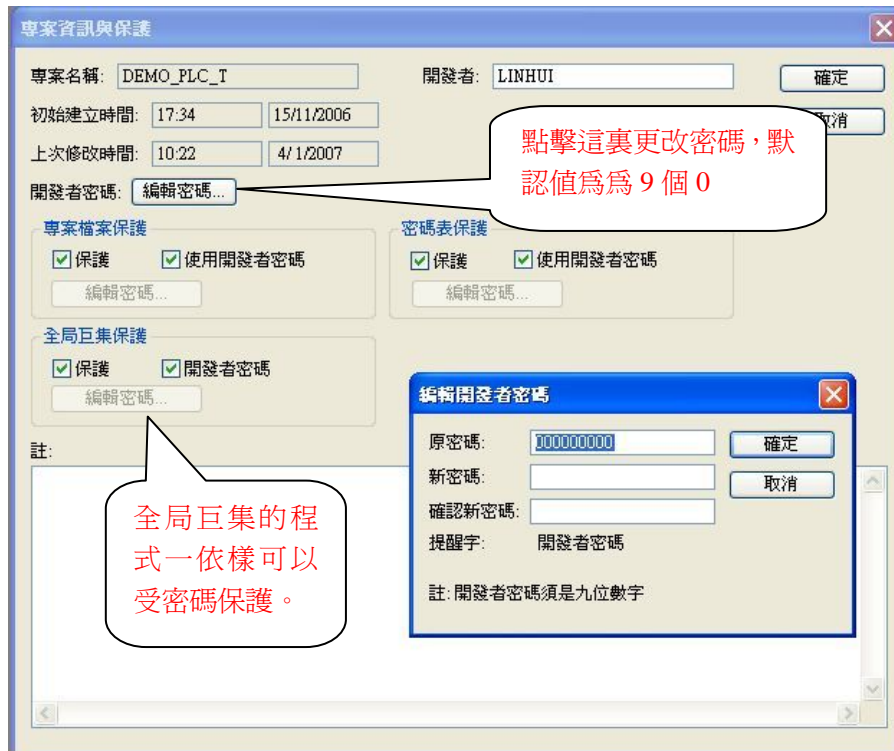 專案資訊與保護
專案名稱: DEMO_PLC_T 開發者: LINHUI 確定
初始建立時間: 17:34 15/11/2006 消
上次修改時間: 10:22 4/ 1/2007
點擊這裏更改密碼，默
認值爲爲 9 個 0
開發者密碼: 編輯密碼...
專案檔案保護 密碼表保護
保護 使用開發者密碼 保護 使用開發者密碼
編輯密碼... 編輯密碼...
全局巨集保護
保護 開發者密碼
編輯密碼...
註:
全局巨集的程
式一依樣可以
受密碼保護。
編輯開發者密碼
原密碼: 000000000 確定
新密碼: 取消
確認新密碼:
提醒字: 開發者密碼
註: 開發者密碼須是九位數字